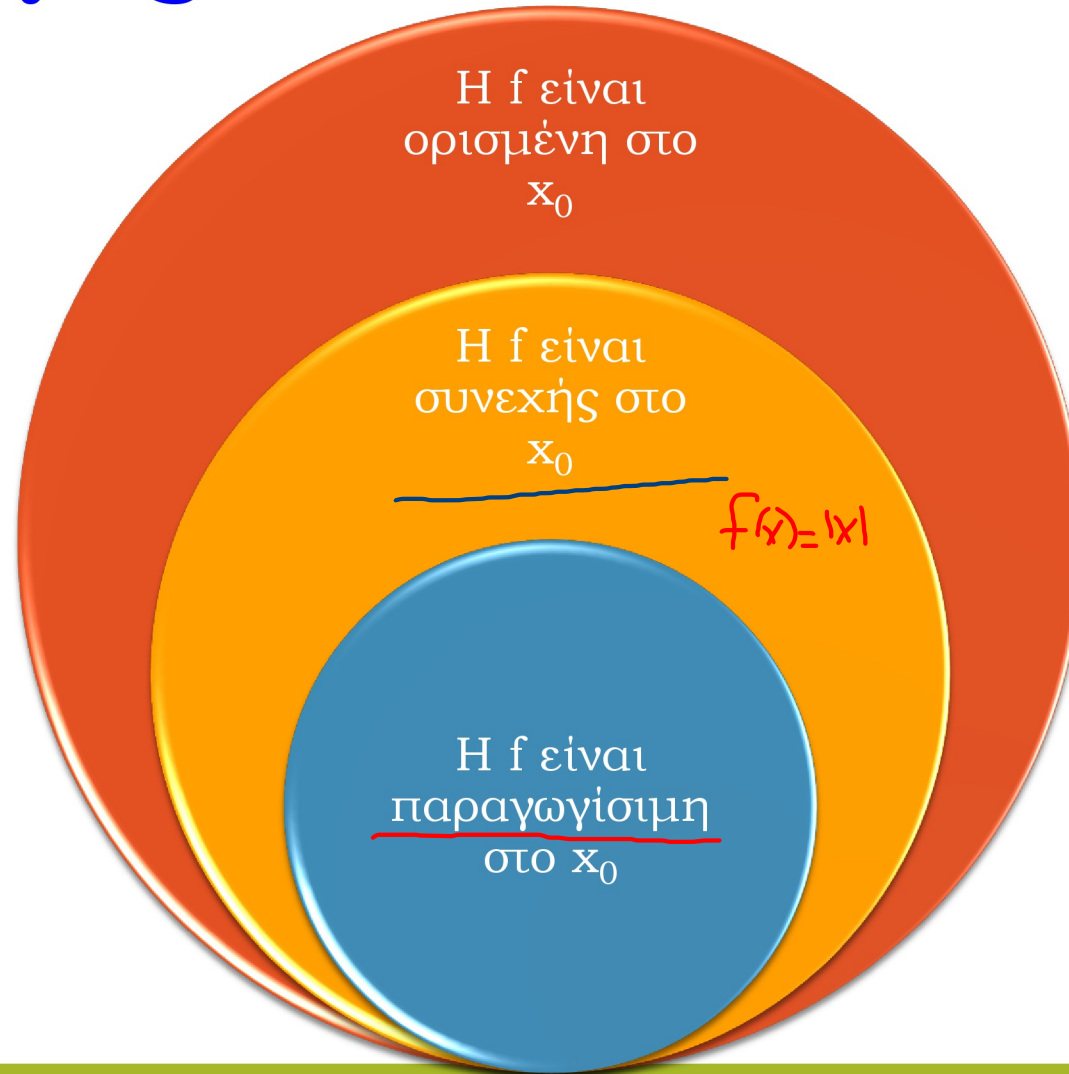 Η f είναι
ορισμένη στο
x₀
Η f είναι
συνεχής στο
x₀
f(x)=|x|
Η f είναι
παραγωγίσιμη
στο x₀